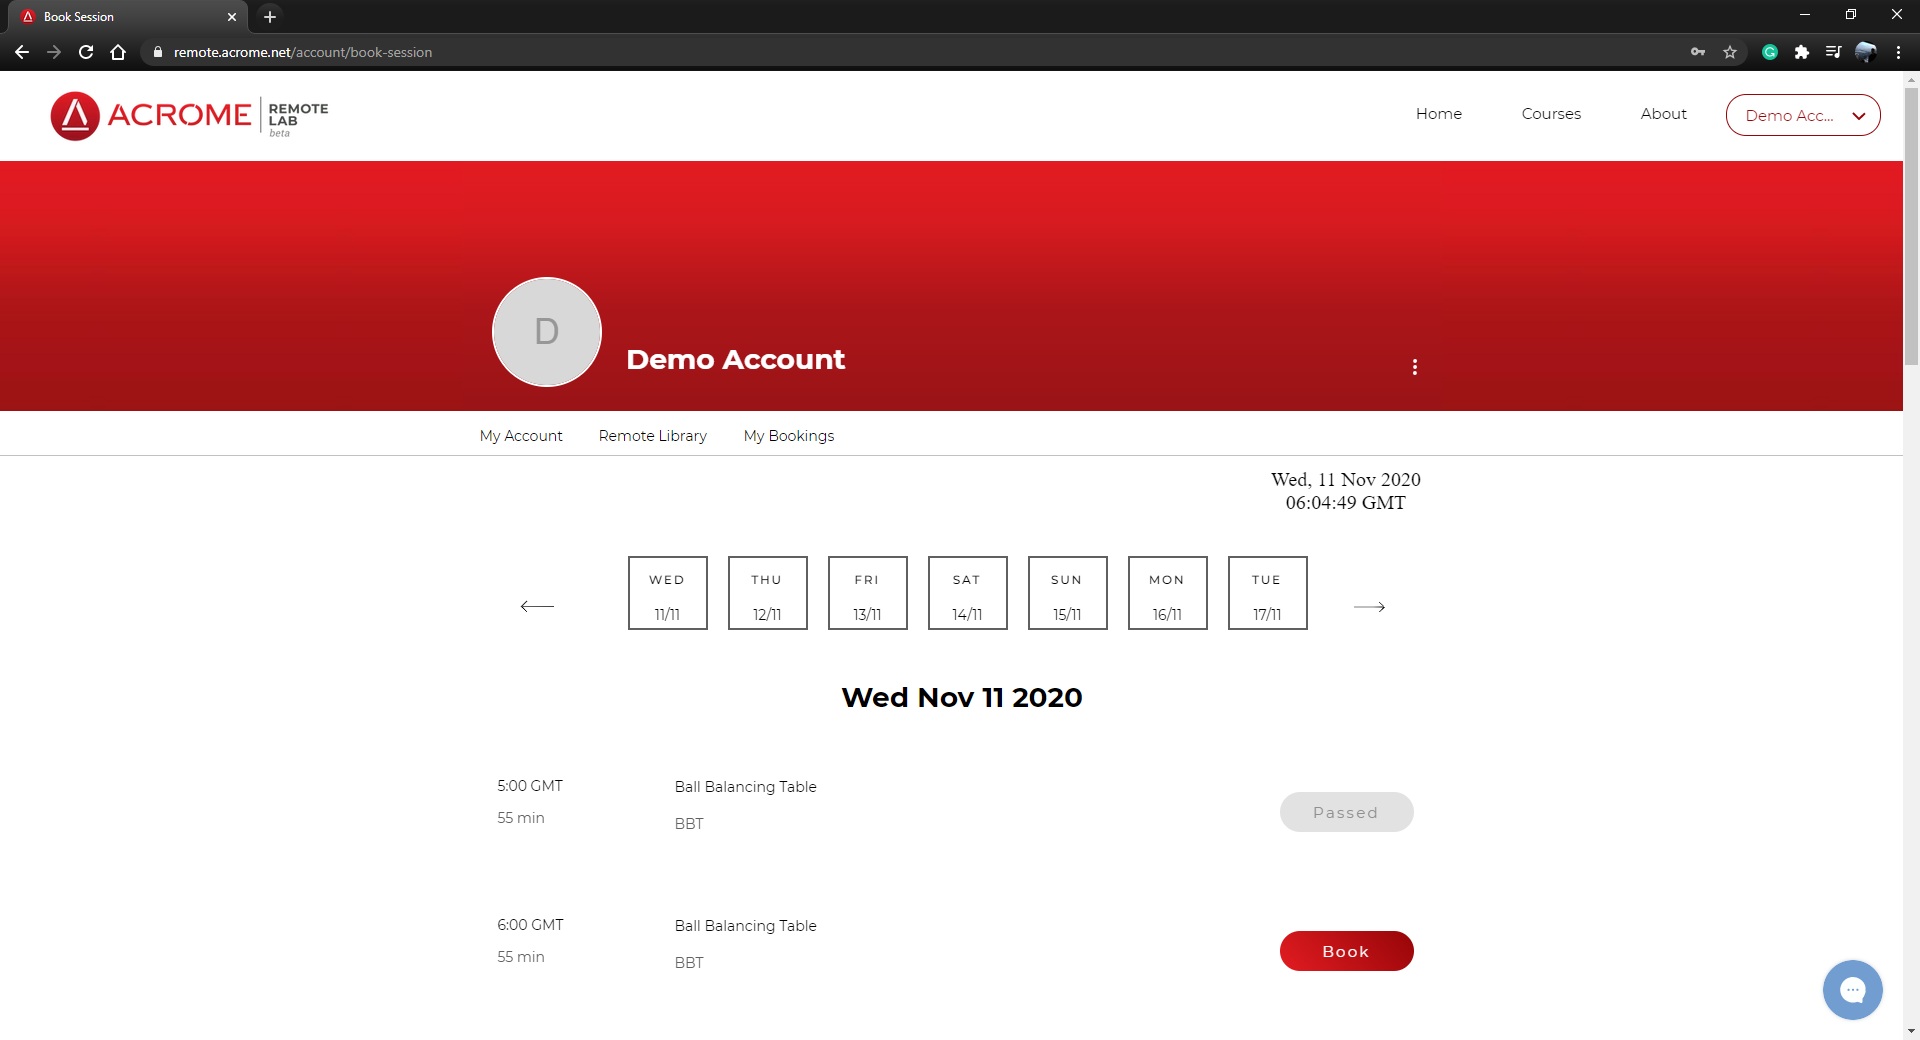 Book Session
remote.acrome.net/account/book-session
ACROME
REMOTE
LAB
beta
Home
Courses
About
Demo Acc...
D
Demo Account
My Account
Remote Library
My Bookings
Wed, 11 Nov 2020
06:04:49 GMT
WED
11/11
THU
12/11
FRI
13/11
SAT
14/11
SUN
15/11
MON
16/11
TUE
17/11
Wed Nov 11 2020
5:00 GMT
55 min
Ball Balancing Table
BBT
Passed
6:00 GMT
55 min
Ball Balancing Table
BBT
Book